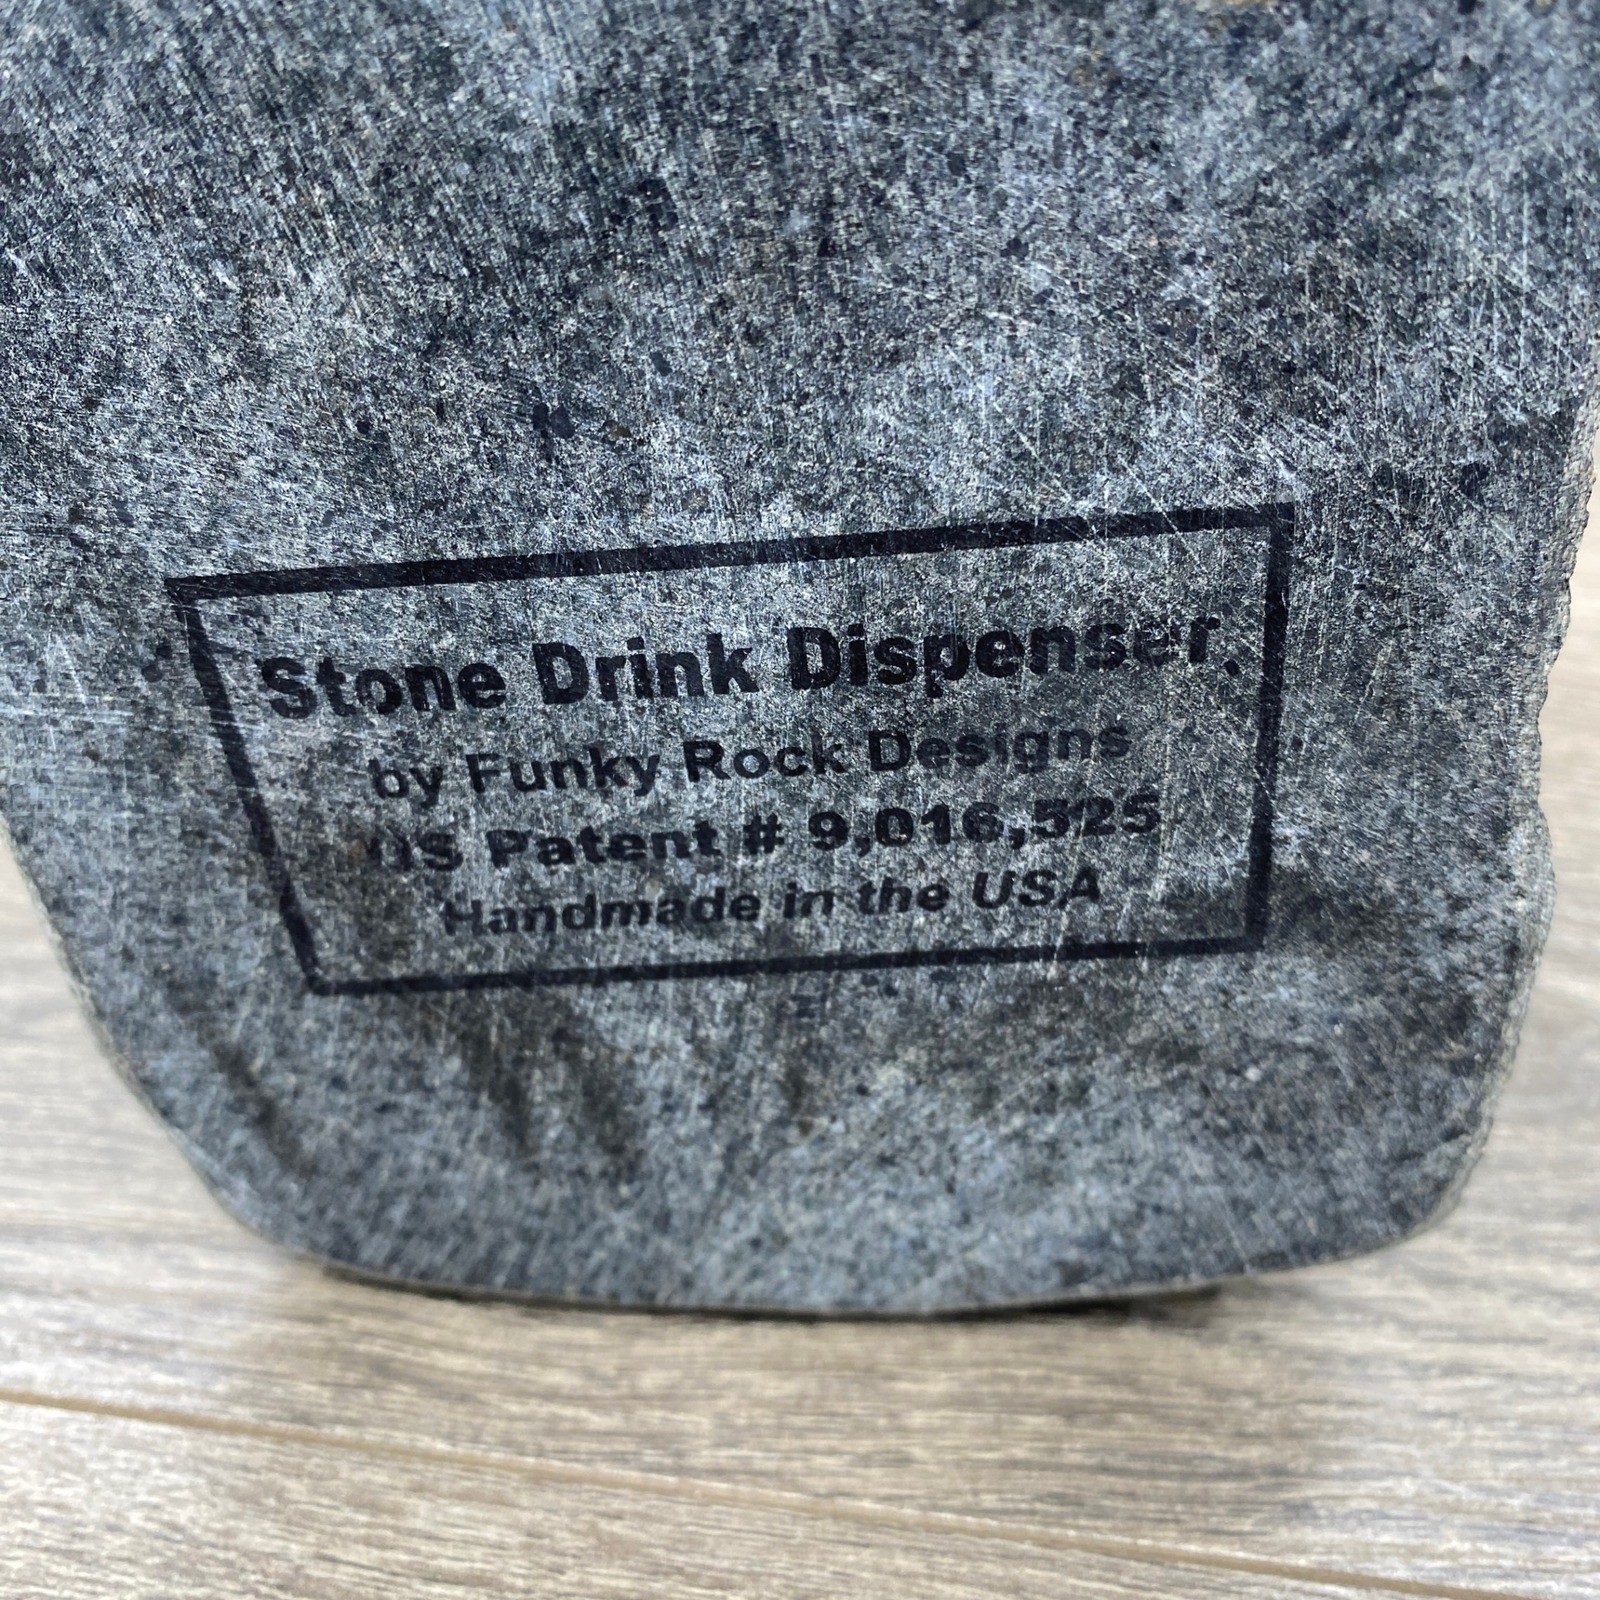 Stone Drink Dispenser
by Funky Rock Designs
US Patent # 9,016,525
Handmade in the USA